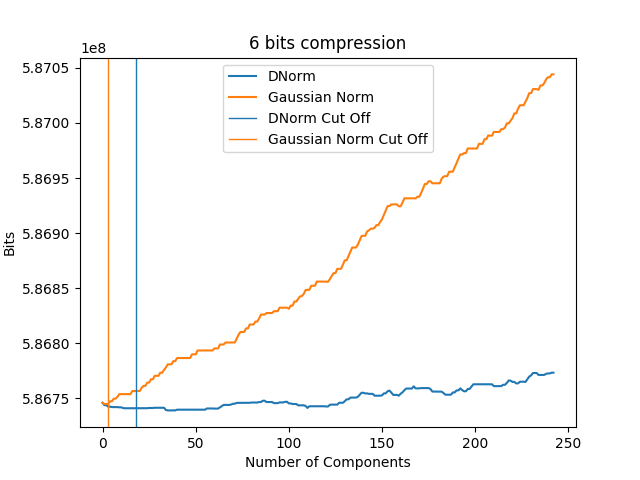 6 bits compression
1e8
5.8705
5.8700
5.8695
5.8690
5.8685
5.8680
5.8675
Bits
DNorm
Gaussian Norm
DNorm Cut Off
Gaussian Norm Cut Off
0 50 100 150 200 250
Number of Components